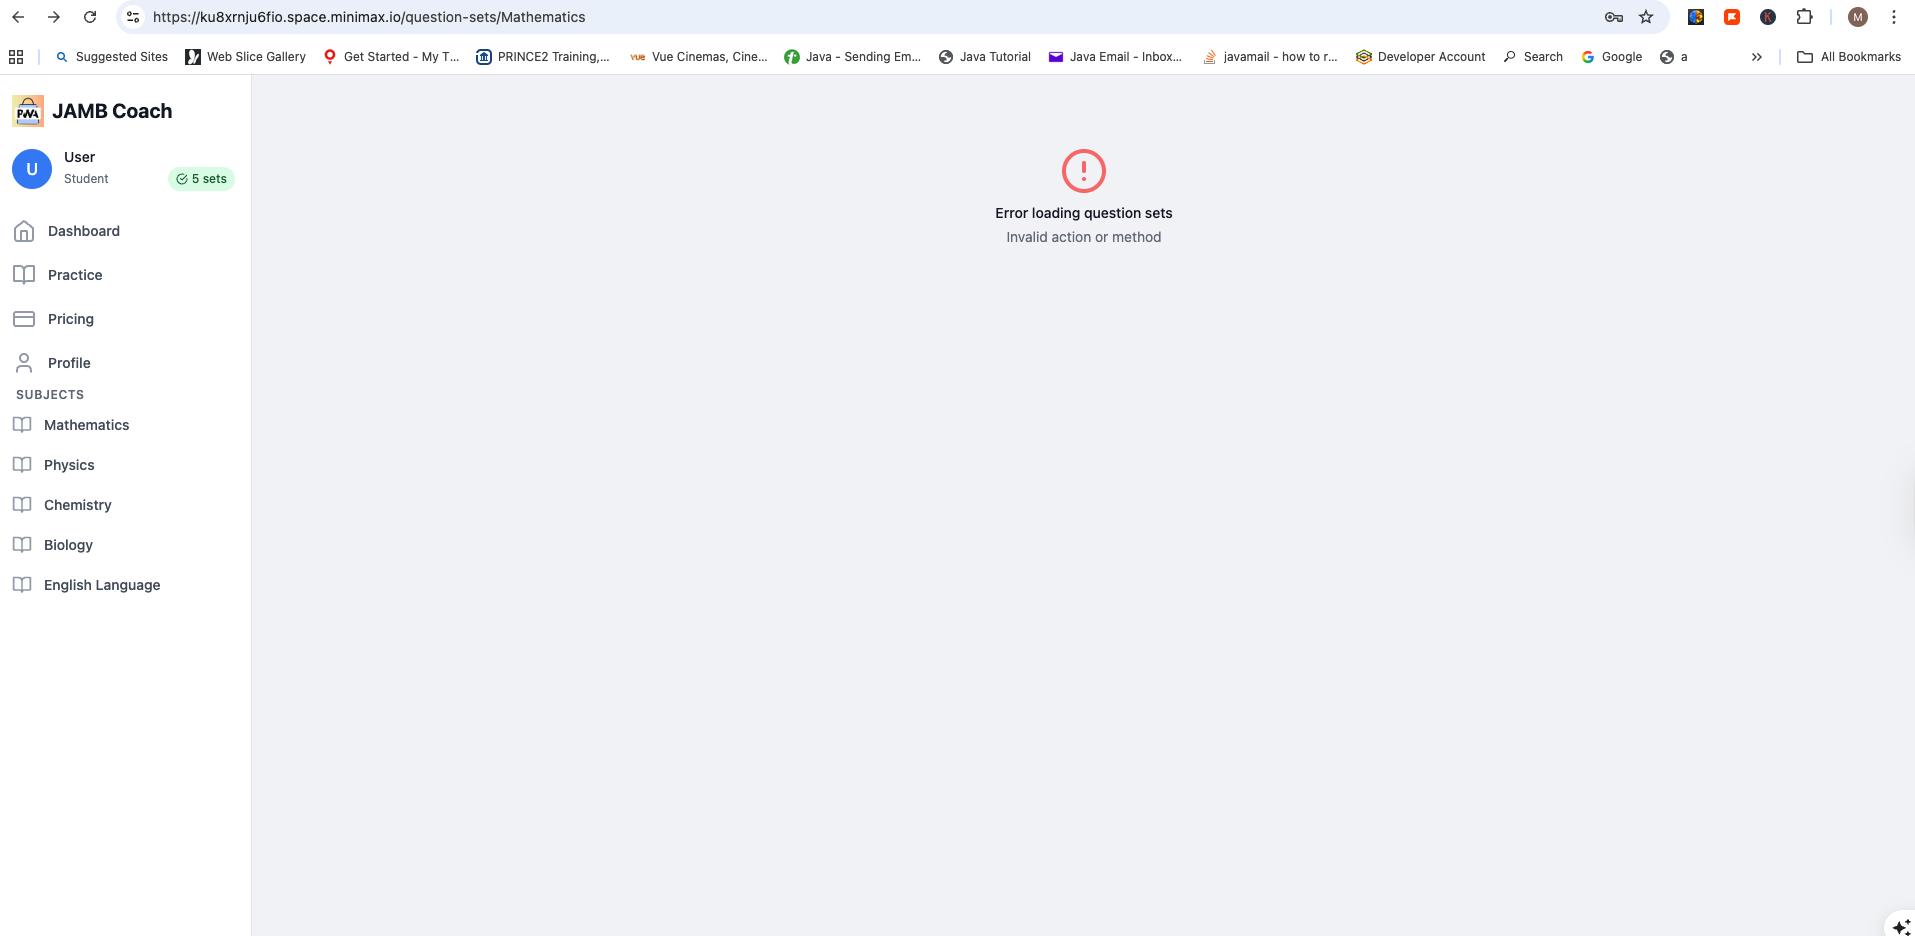 https://ku8xrnju6fio.space.minimax.io/question-sets/Mathematics
M
Suggested Sites Web Slice Gallery Get Started - My T... PRINCE2 Training,... vue Vue Cinemas, Cine... Java - Sending Em... Java Tutorial Java Email - Inbox... javamail - how to r... Developer Account Search Google a All Bookmarks
PWA JAMB Coach
U User
Student 5 sets
Dashboard
Practice
Pricing
Profile
SUBJECTS
Mathematics
Physics
Chemistry
Biology
English Language
Error loading question sets
Invalid action or method